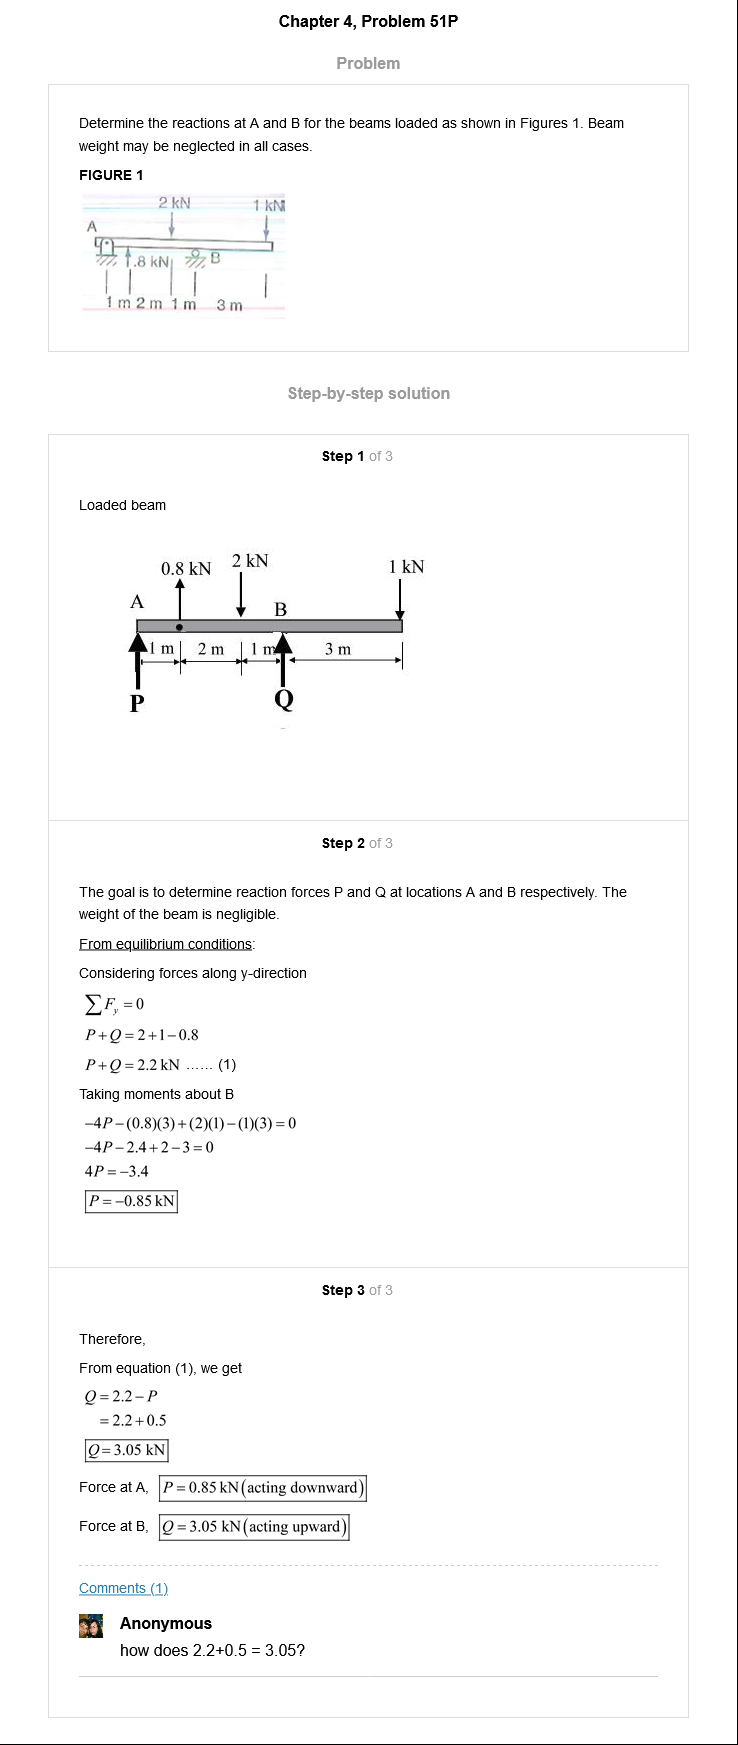 Chapter 4, Problem 51P
Problem
Determine the reactions at A and B for the beams loaded as shown in Figures 1. Beam
weight may be neglected in all cases.
FIGURE 1
2 kN 1 kN
A
.8 kN B
1 m 2 m 1 m 3 m
Step-by-step solution
Step 1 of 3
Loaded beam
0.8 kN 2 kN 1 kN
A B
1 m 2 m 1 m 3 m
P Q
Step 2 of 3
The goal is to determine reaction forces P and Q at locations A and B respectively. The
weight of the beam is negligible.
From equilibrium conditions:
Considering forces along y-direction
∑F_y = 0
P+Q = 2+1−0.8
P+Q = 2.2 kN ...... (1)
Taking moments about B
−4P−(0.8)(3)+(2)(1)−(1)(3) = 0
−4P−2.4+2−3 = 0
4P = −3.4
P = −0.85 kN
Step 3 of 3
Therefore,
From equation (1), we get
Q = 2.2−P
= 2.2+0.5
Q = 3.05 kN
Force at A, P = 0.85 kN (acting downward)
Force at B, Q = 3.05 kN (acting upward)
Comments (1)
Anonymous
how does 2.2+0.5 = 3.05?